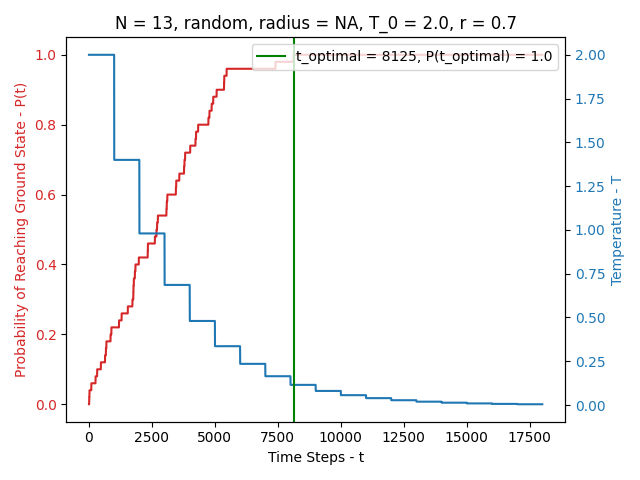 N = 13, random, radius = NA, T_0 = 2.0, r = 0.7
t_optimal = 8125, P(t_optimal) = 1.0
Probability of Reaching Ground State - P(t)
1.0
0.8
0.6
0.4
0.2
0.0
2.00
1.75
1.50
1.25
1.00
0.75
0.50
0.25
0.00
Temperature - T
0 2500 5000 7500 10000 12500 15000 17500
Time Steps - t